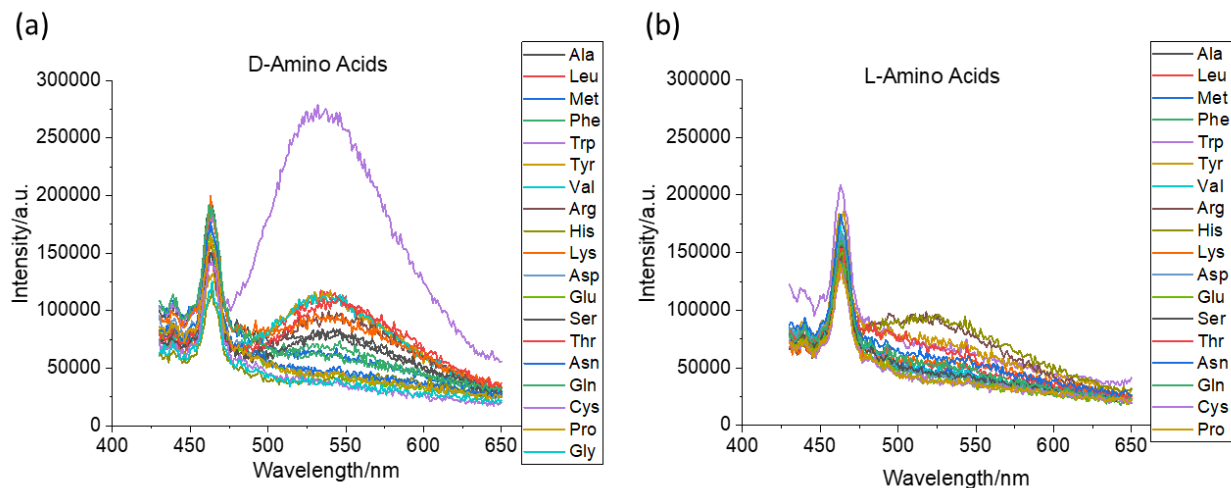 (a)
D-Amino Acids
300000
250000
200000
150000
100000
50000
0
Intensity/a.u.
400
450
500
550
600
650
Wavelength/nm
Ala
Leu
Met
Phe
Trp
Tyr
Val
Arg
His
Lys
Asp
Glu
Ser
Thr
Asn
Gln
Cys
Pro
Gly
(b)
L-Amino Acids
300000
250000
200000
150000
100000
50000
0
Intensity/a.u.
400
450
500
550
600
650
Wavelength/nm
Ala
Leu
Met
Phe
Trp
Tyr
Val
Arg
His
Lys
Asp
Glu
Ser
Thr
Asn
Gln
Cys
Pro